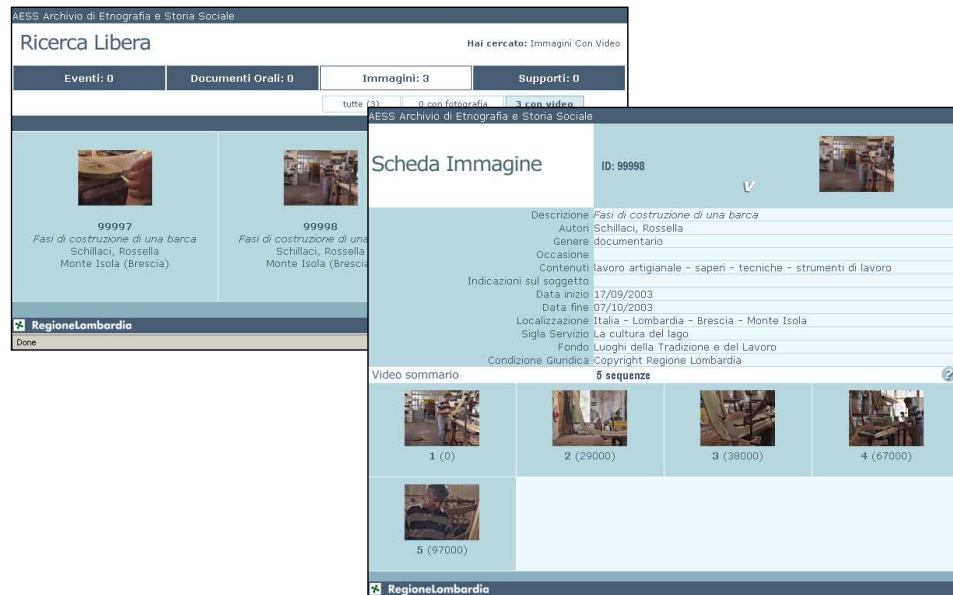 AESS Archivio di Etnografia e Storia Sociale
Ricerca Libera
Hai cercato: Immagini Con Video
Eventi: 0 Documenti Orali: 0 Immagini: 3 Supporti: 0
tutte (3) 0 con fotografia 3 con video
99997
Fasi di costruzione di una barca
Schillaci, Rossella
Monte Isola (Brescia)
99998
Fasi di costruzione di una
Schillaci, Rossella
Monte Isola (Brescia
RegioneLombardia
Done
AESS Archivio di Etnografia e Storia Sociale
Scheda Immagine
ID: 99998
V
Descrizione Fasi di costruzione di una barca
Autori Schillaci, Rossella
Genere documentario
Occasione
Contenuti lavoro artigianale - saperi - tecniche - strumenti di lavoro
Indicazioni sul soggetto
Data inizio 17/09/2003
Data fine 07/10/2003
Localizzazione Italia - Lombardia - Brescia - Monte Isola
Sigla Servizio La cultura del lago
Fondo Luoghi della Tradizione e del Lavoro
Condizione Giuridica Copyright Regione Lombardia
Video sommario 5 sequenze ?
1 (0) 2 (29000) 3 (38000) 4 (67000)
5 (97000)
RegioneLombardia